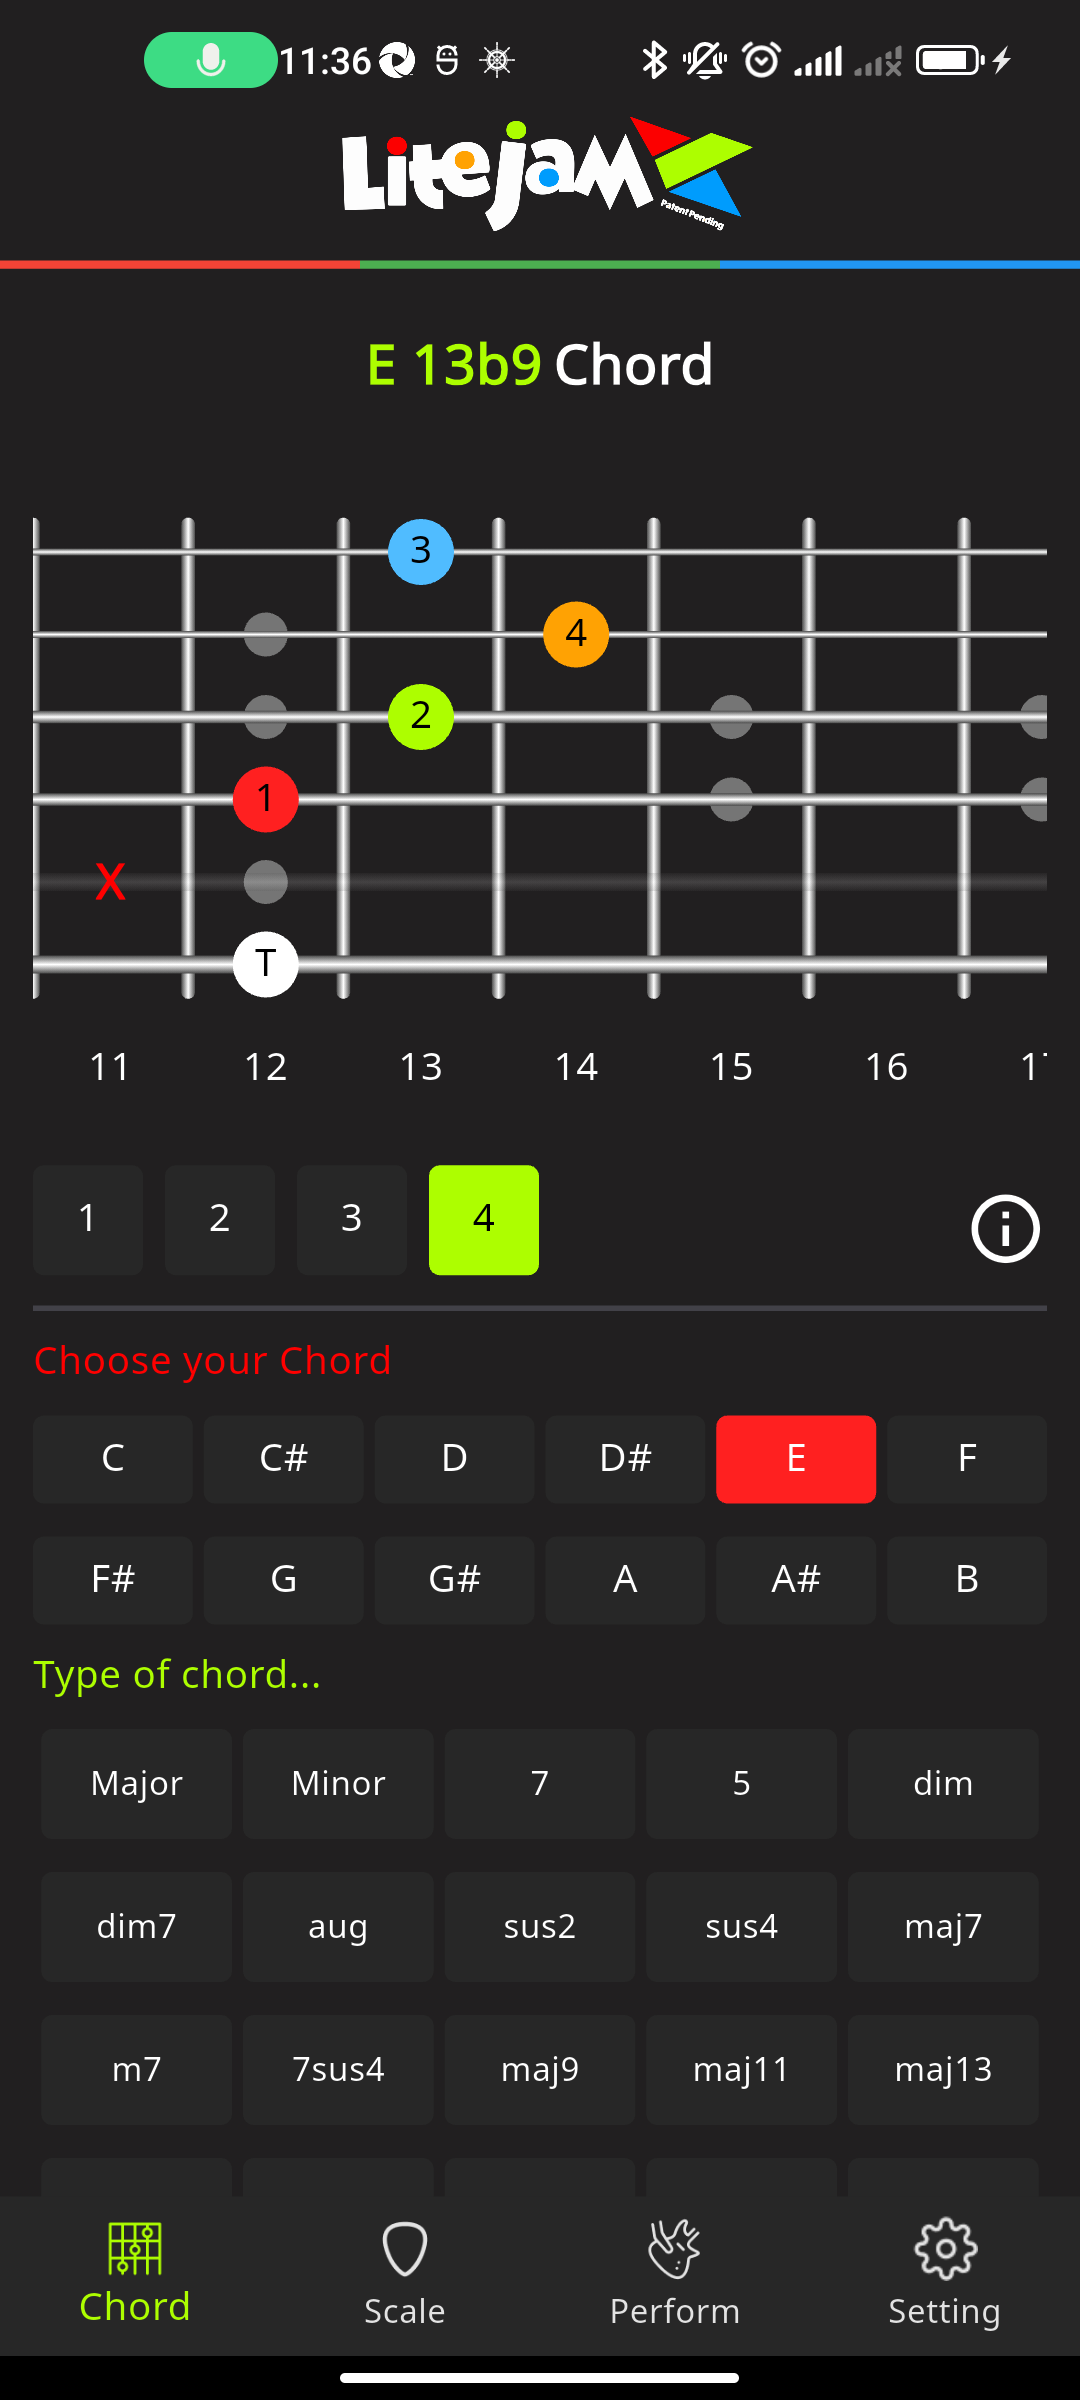 11:36
Litejam
Patent Pending
E 13b9 Chord
3
4
2
1
X
T
11 12 13 14 15 16
1 2 3 4
Choose your Chord
C C# D D# E F
F# G G# A A# B
Type of chord...
Major Minor 7 5 dim
dim7 aug sus2 sus4 maj7
m7 7sus4 maj9 maj11 maj13
Chord Scale Perform Setting